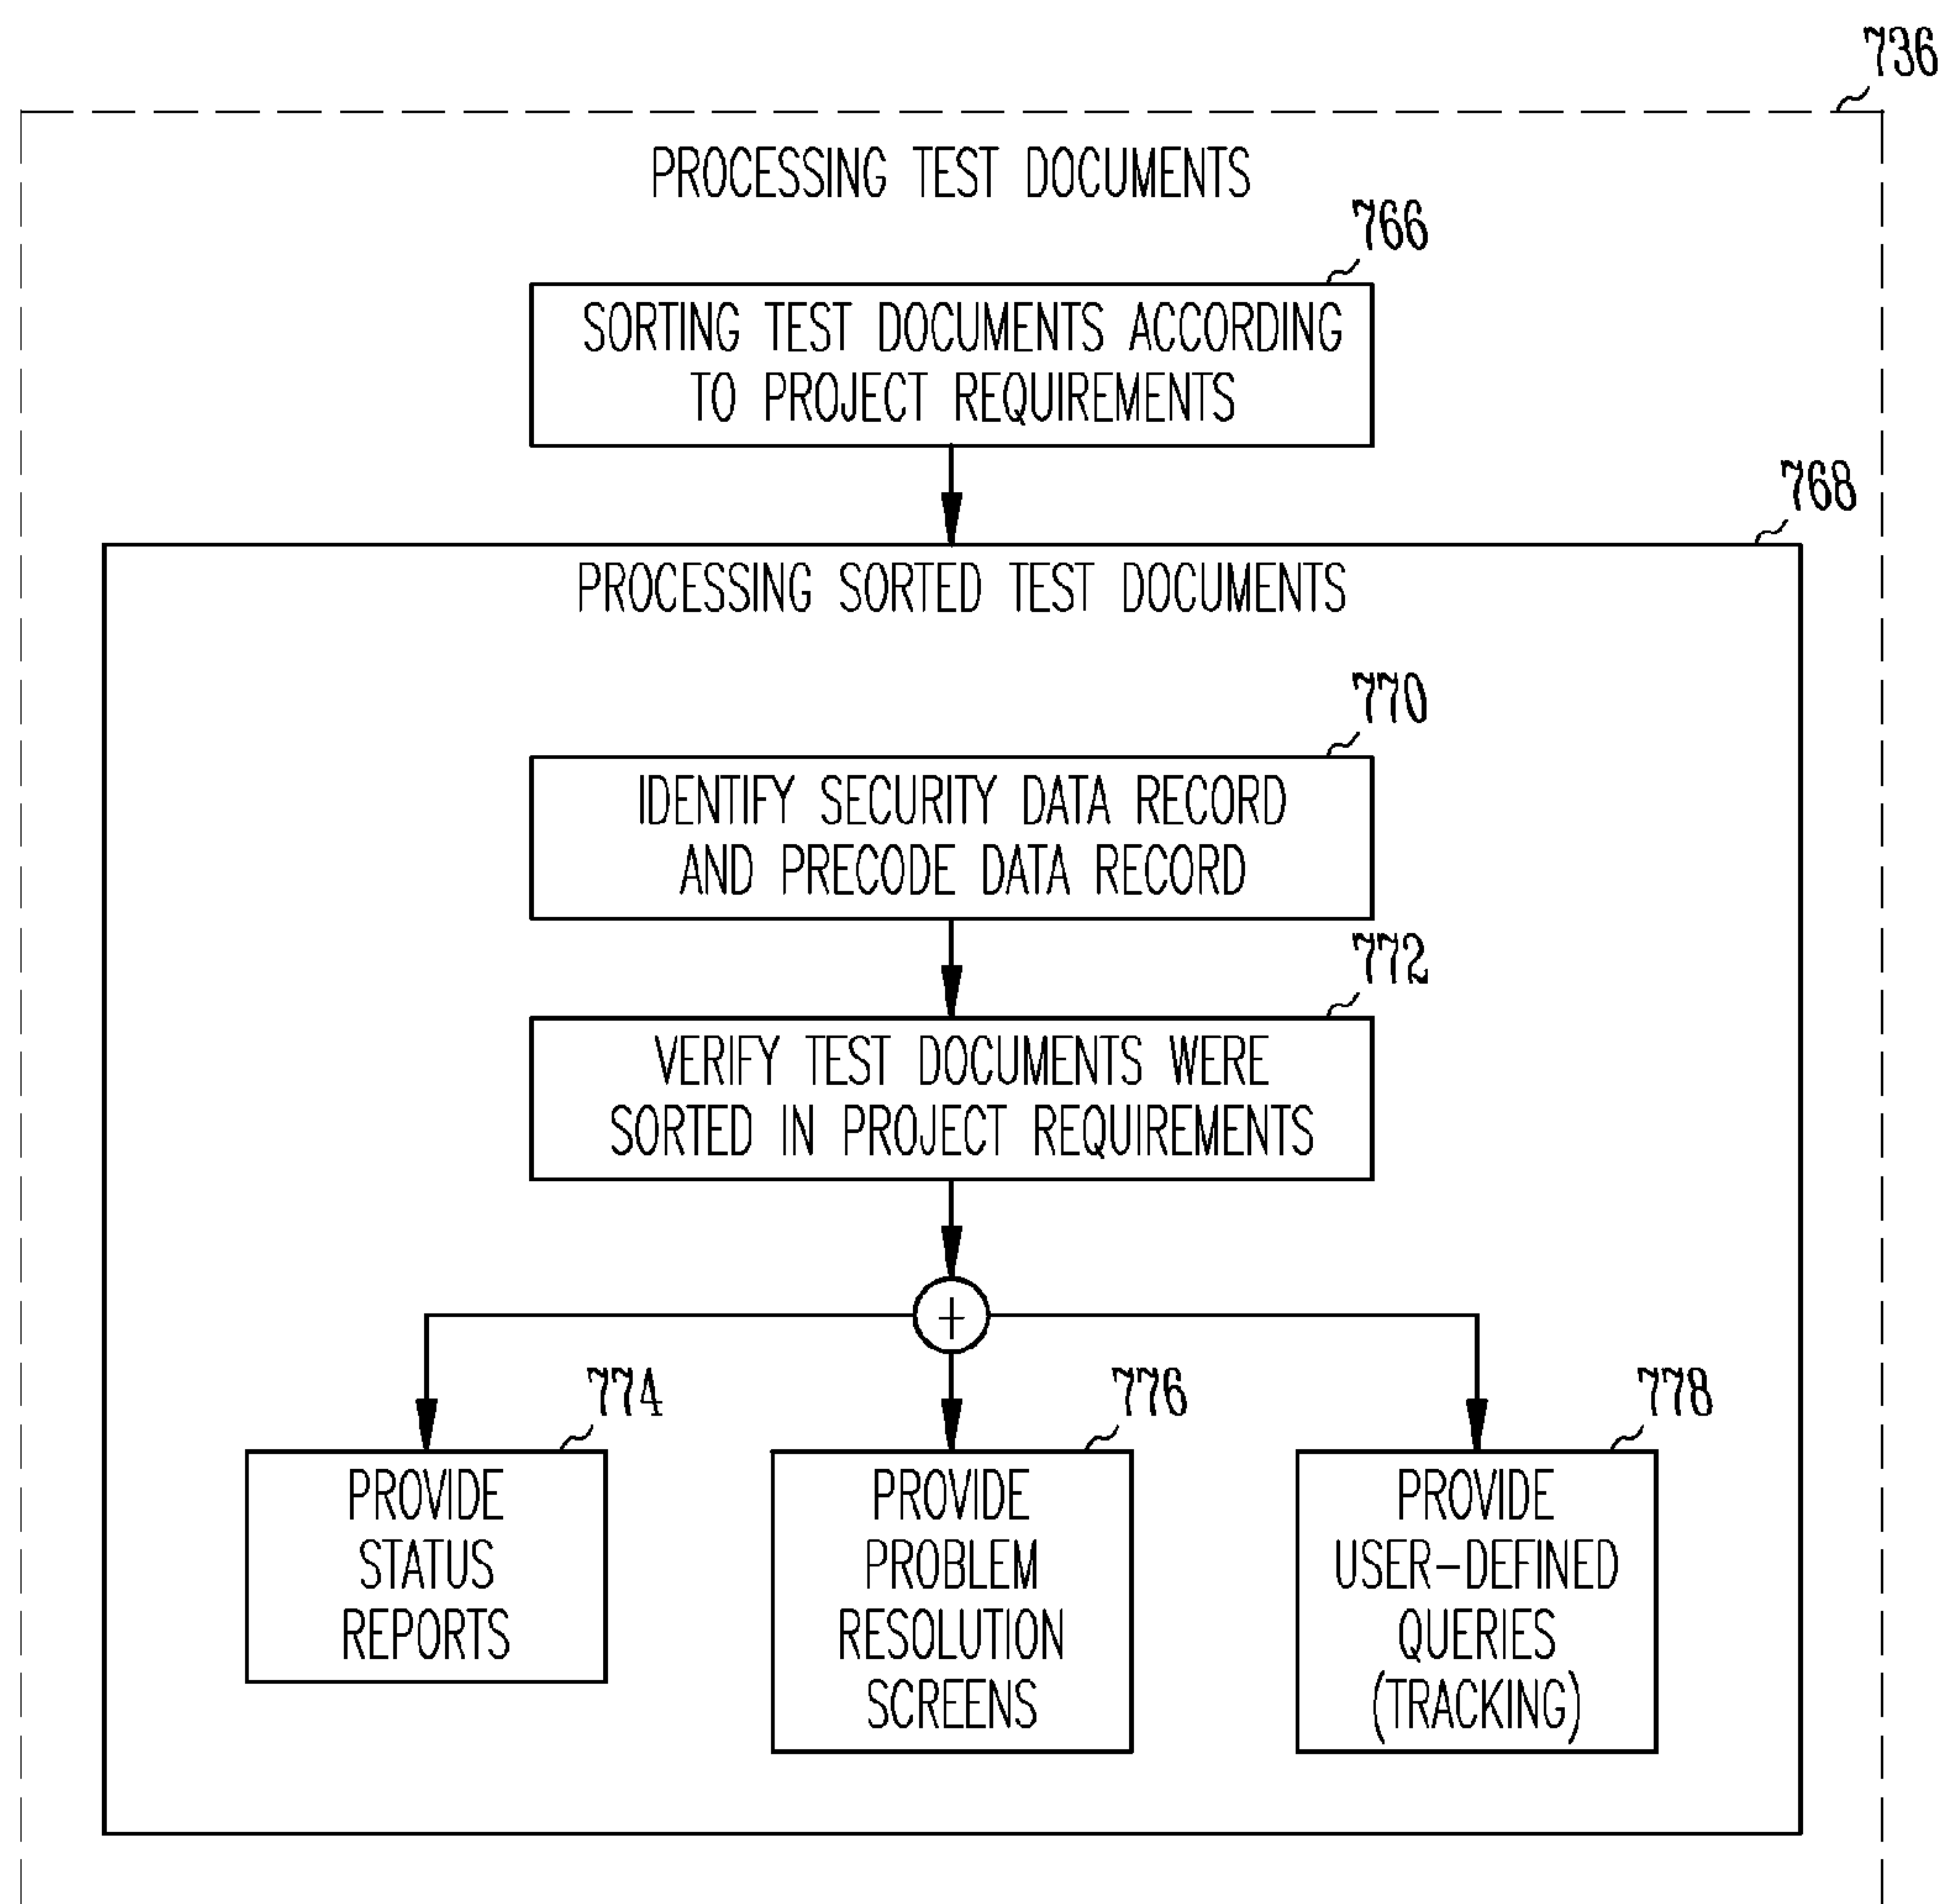 736
PROCESSING TEST DOCUMENTS
766
SORTING TEST DOCUMENTS ACCORDING
TO PROJECT REQUIREMENTS
768
PROCESSING SORTED TEST DOCUMENTS
770
IDENTIFY SECURITY DATA RECORD
AND PRECODE DATA RECORD
772
VERIFY TEST DOCUMENTS WERE
SORTED IN PROJECT REQUIREMENTS
+
774
PROVIDE
STATUS
REPORTS
776
PROVIDE
PROBLEM
RESOLUTION
SCREENS
778
PROVIDE
USER-DEFINED
QUERIES
(TRACKING)